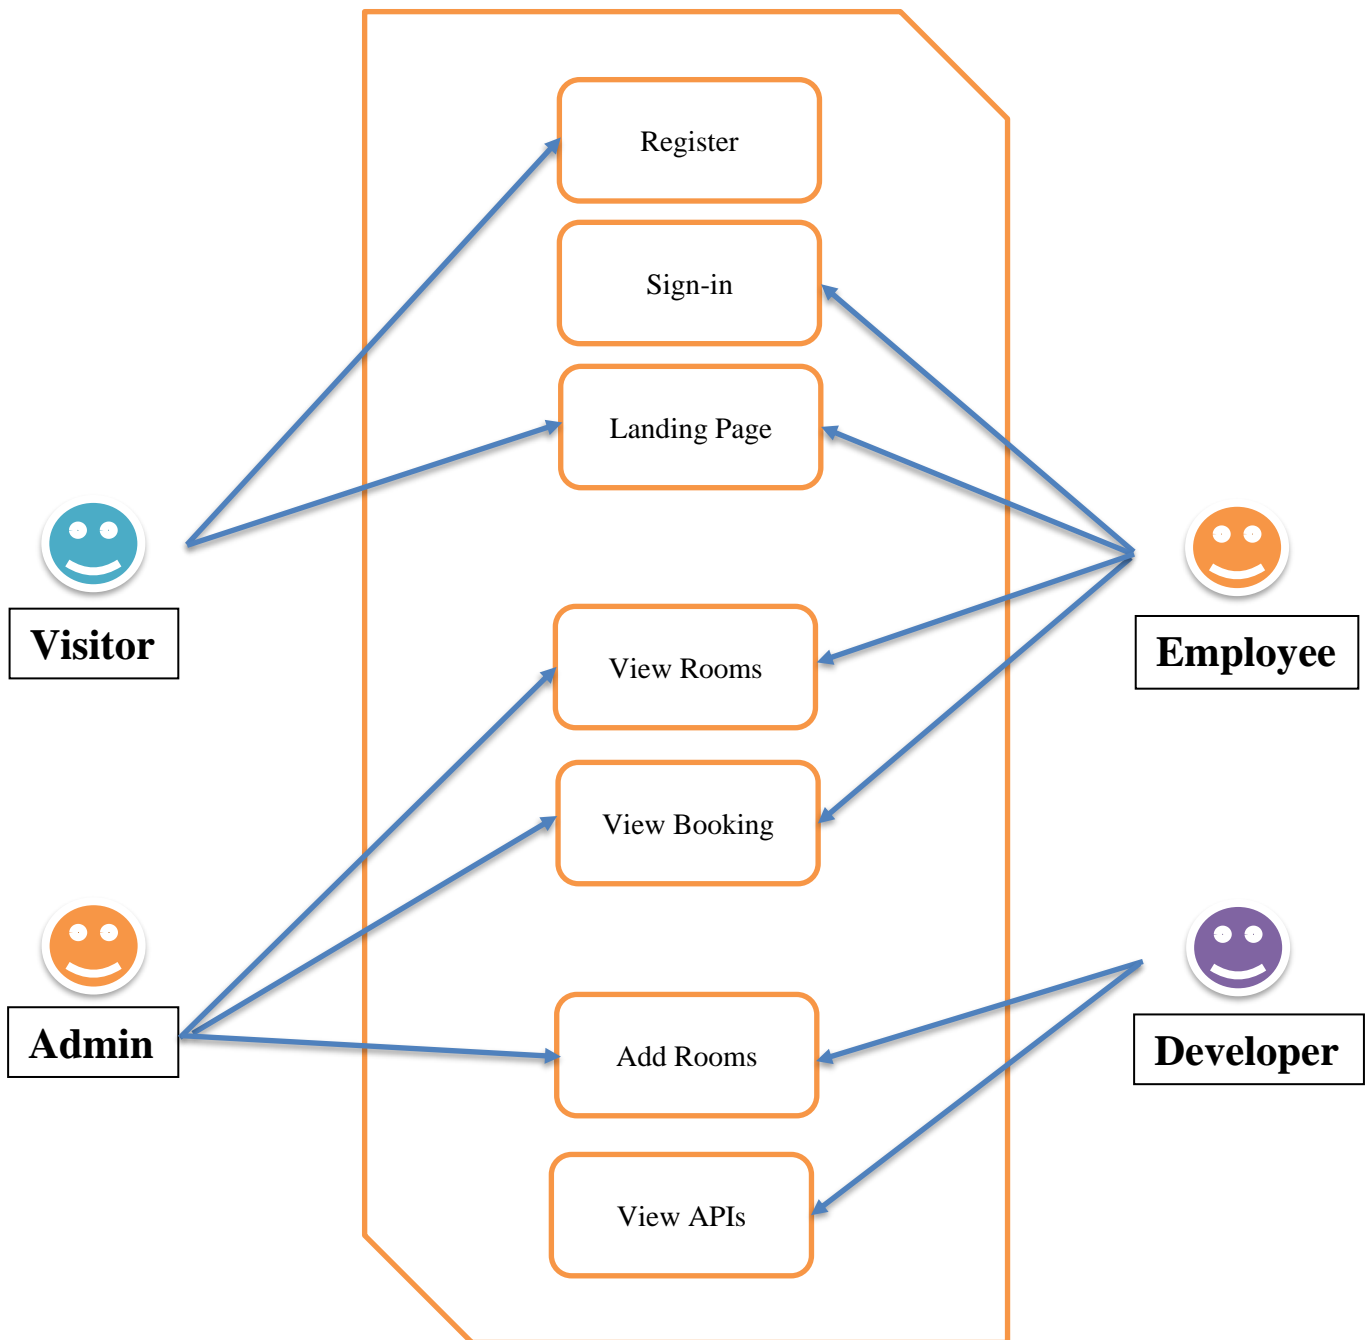 Register
Sign-in
Landing Page
Visitor
Employee
View Rooms
View Booking
Admin
Developer
Add Rooms
View APIs